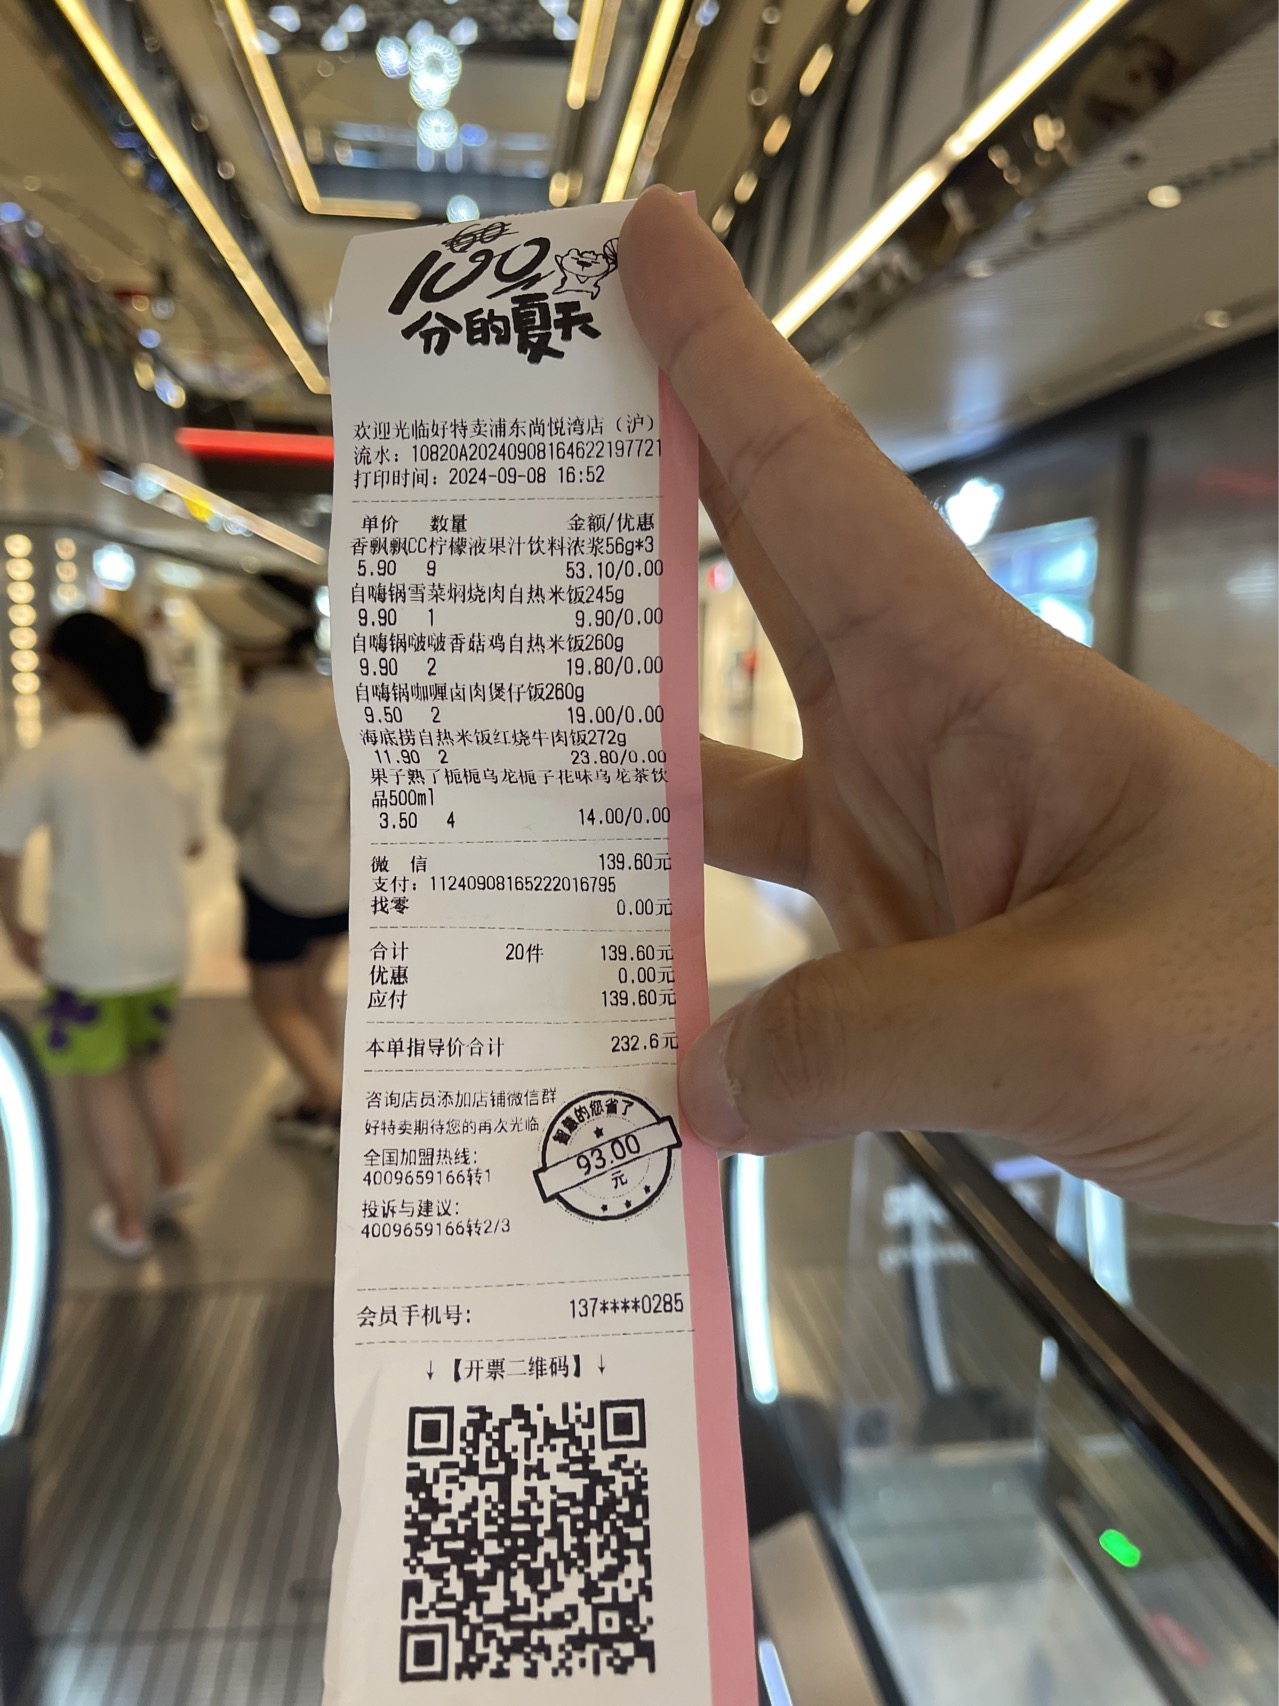 60
100
分的夏天
欢迎光临好特卖浦东尚悦湾店（沪）
流水：10820A20240908164622197721
打印时间：2024-09-08 16:52
单价 数量 金额/优惠
香飘飘CC柠檬液果汁饮料浓浆56g*3
5.90 9 53.10/0.00
自嗨锅雪菜焖烧肉自热米饭245g
9.90 1 9.90/0.00
自嗨锅啵啵香菇鸡自热米饭260g
9.90 2 19.80/0.00
自嗨锅咖喱卤肉煲仔饭260g
9.50 2 19.00/0.00
海底捞自热米饭红烧牛肉饭272g
11.90 2 23.80/0.00
果子熟了栀栀乌龙栀子花味乌龙茶饮
品500ml
3.50 4 14.00/0.00
微 信 139.60元
支付：11240908165222016795
找零 0.00元
合计 20件 139.60元
优惠 0.00元
应付 139.60元
本单指导价合计 232.6元
咨询店员添加店铺微信群
好特卖期待您的再次光临
全国加盟热线：
4009659166转1
投诉与建议：
4009659166转2/3
智慧的您省了
93.00
元
会员手机号： 137****0285
↓【开票二维码】↓